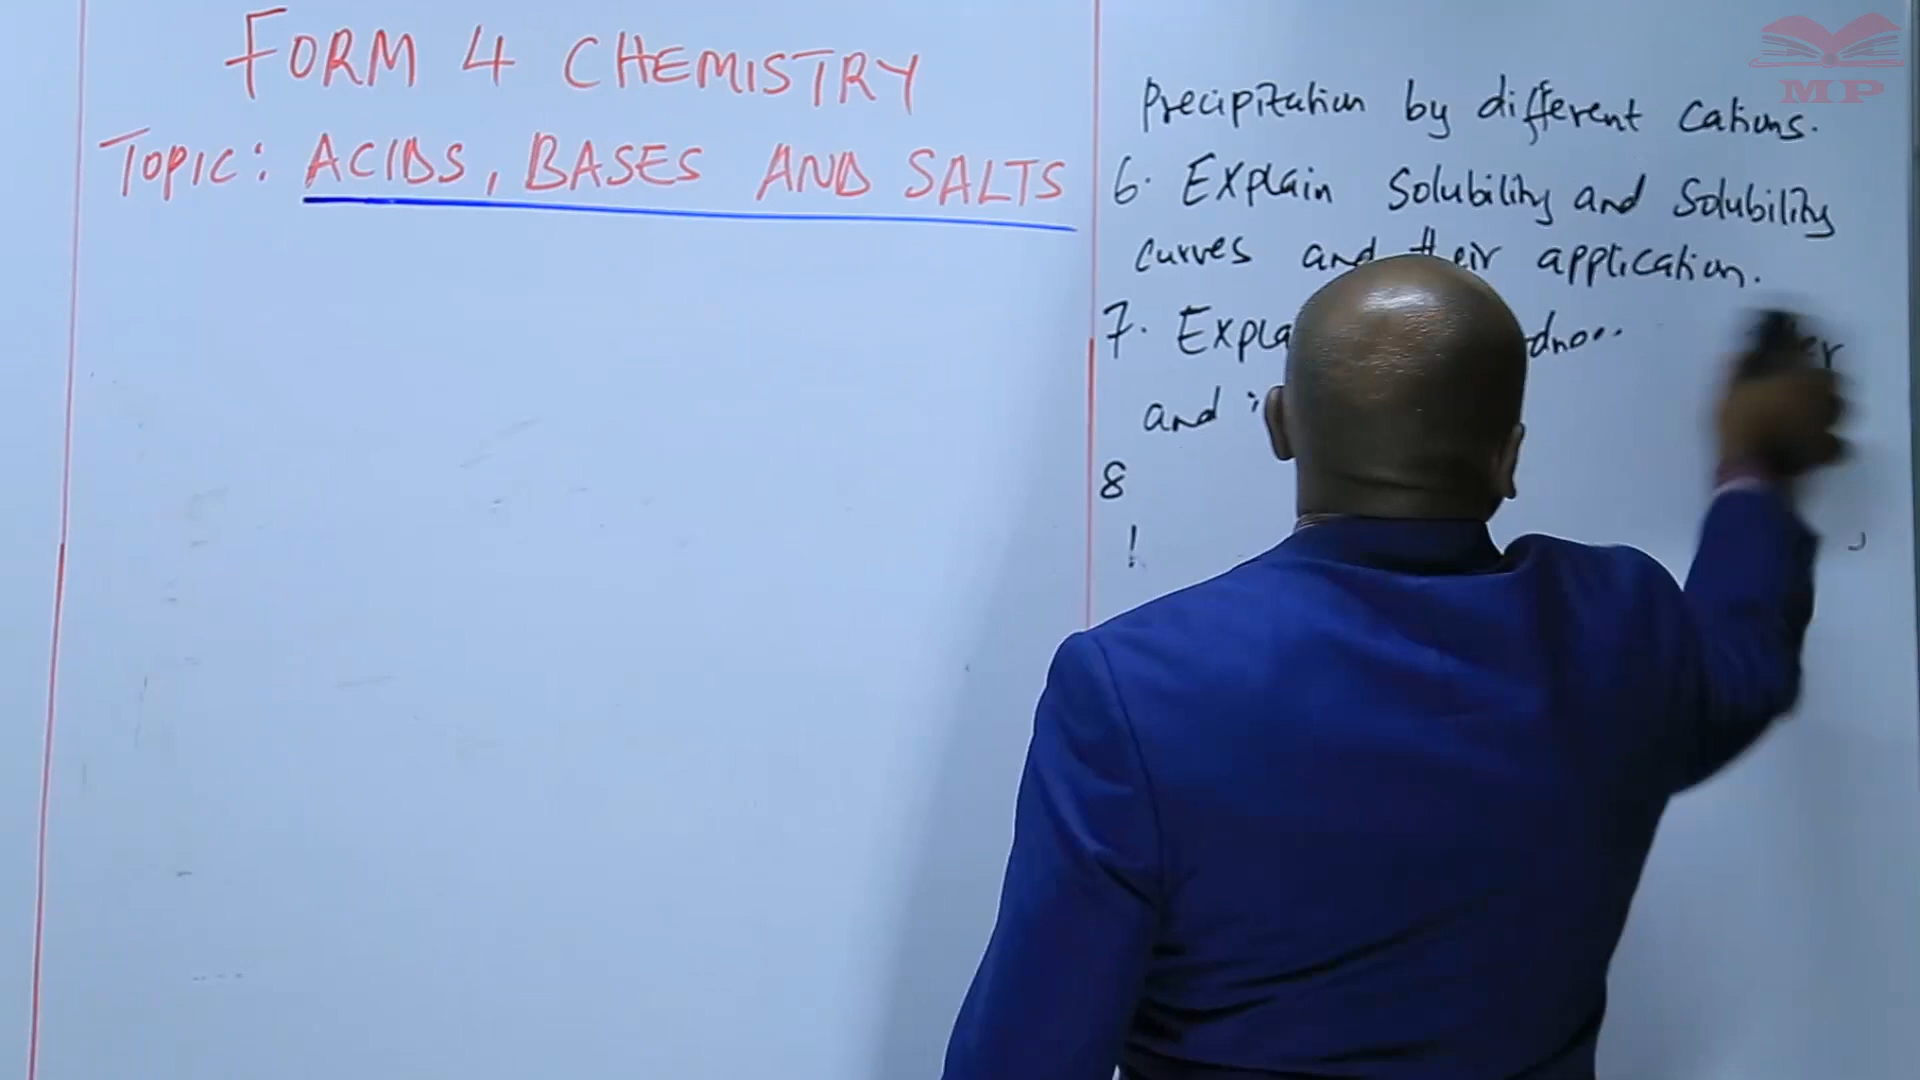 FORM 4 CHEMISTRY
TOPIC: ACIDS, BASES AND SALTS
Precipitation by different cations.
6. Explain Solubility and Solubility
curves and their application.
7.
and
8
MP